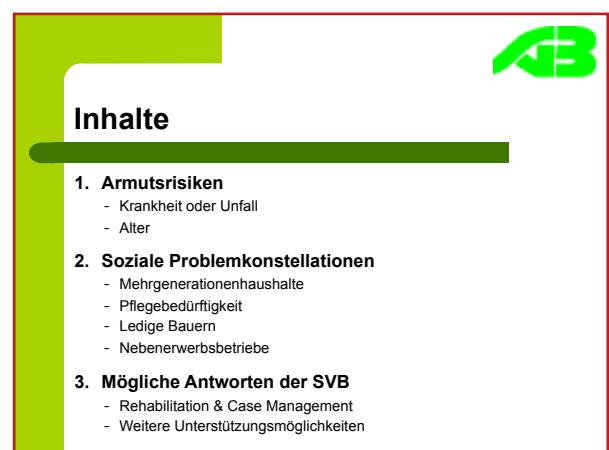 Inhalte
1. Armutsrisiken
- Krankheit oder Unfall
- Alter
2. Soziale Problemkonstellationen
- Mehrgenerationenhaushalte
- Pflegebedürftigkeit
- Ledige Bauern
- Nebenerwerbsbetriebe
3. Mögliche Antworten der SVB
- Rehabilitation & Case Management
- Weitere Unterstützungsmöglichkeiten